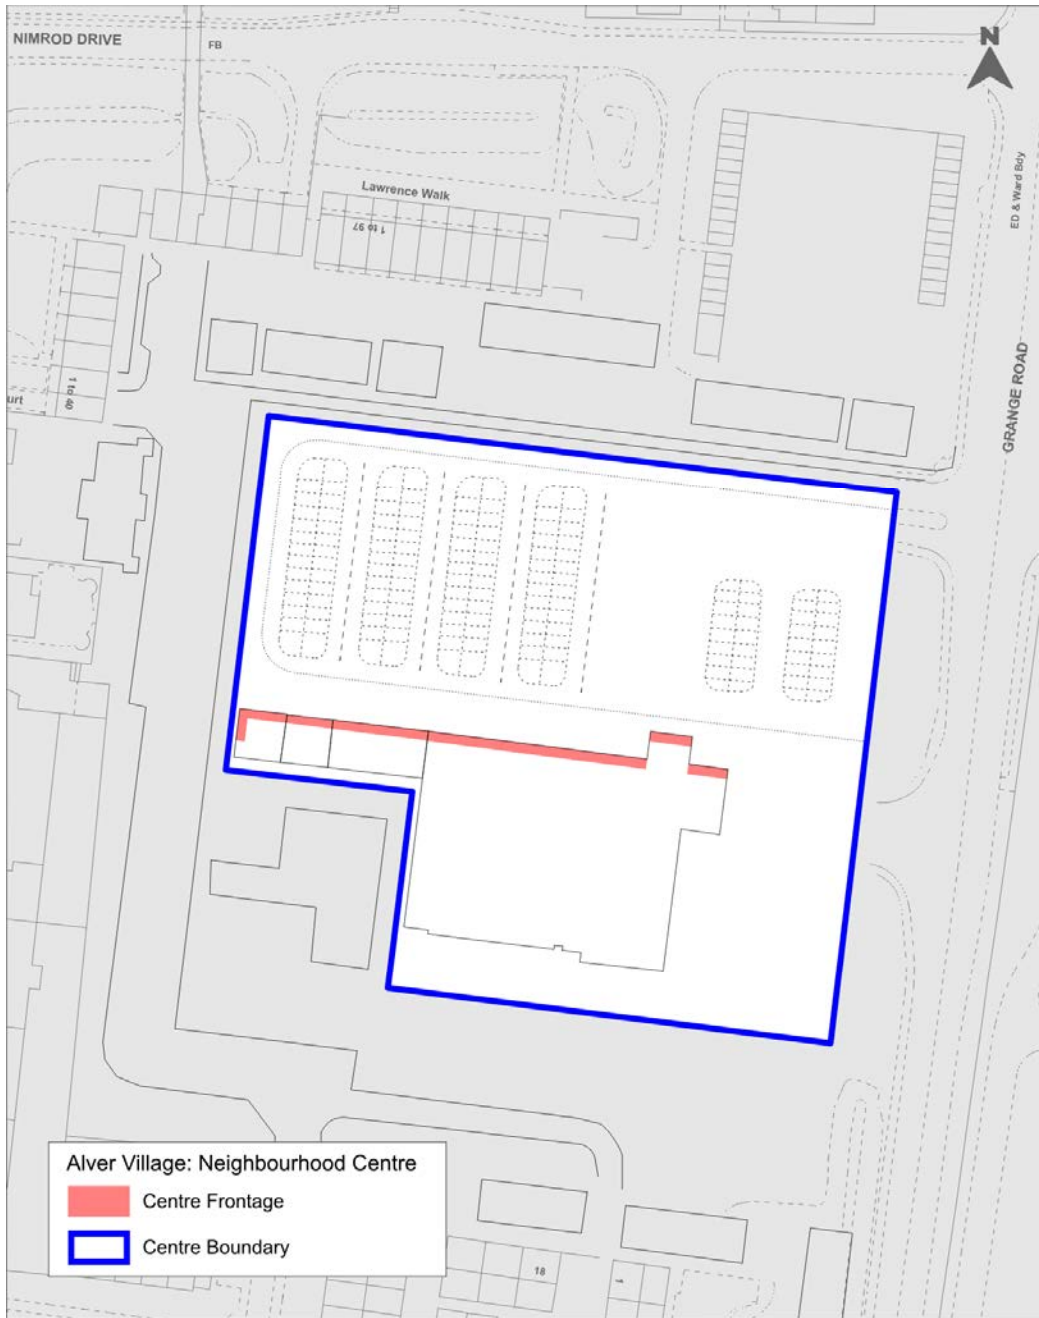 NIMROD DRIVE
FB
N
Lawrence Walk
1 to 97
ED & Ward Bdy
GRANGE ROAD
1 to 40
urt
Alver Village: Neighbourhood Centre
Centre Frontage
Centre Boundary
18
1